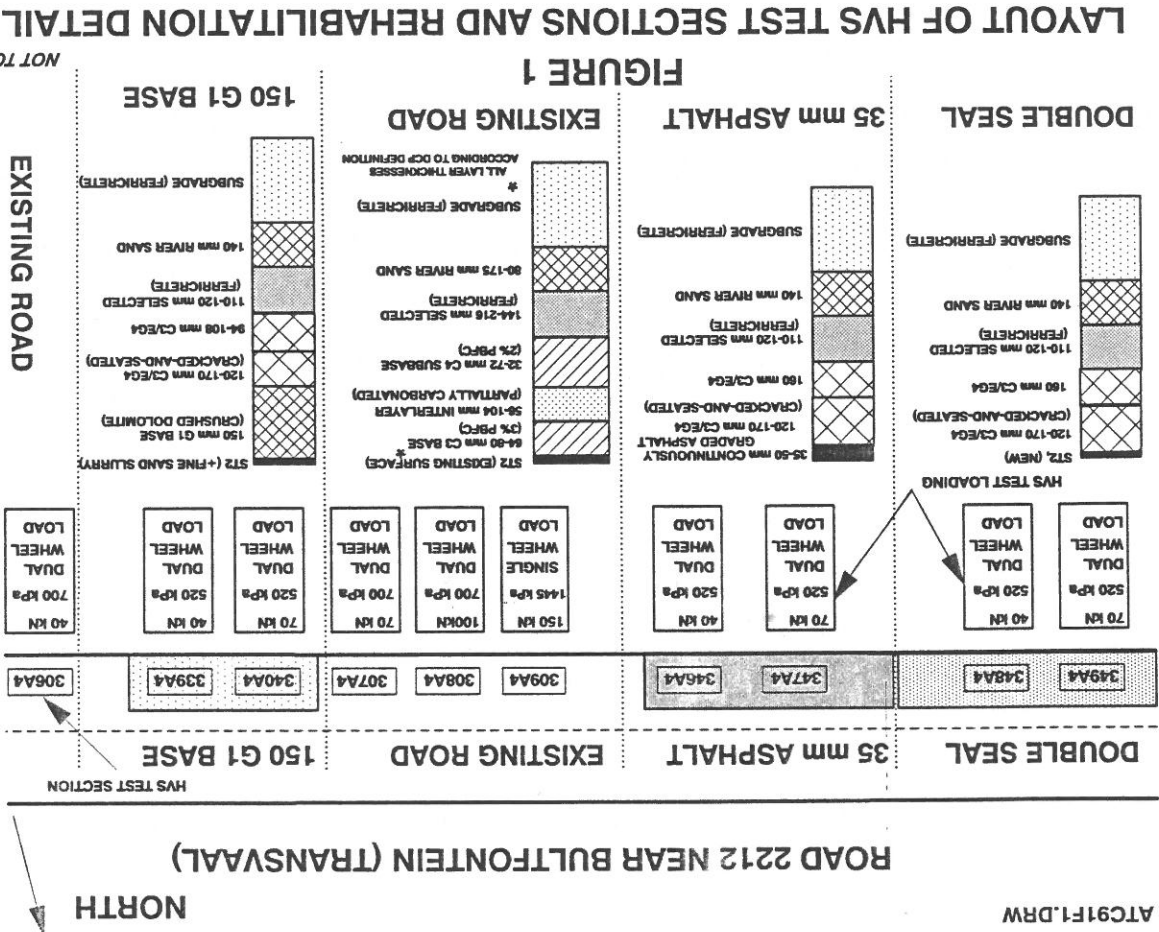 ATC91F1.DRW
NORTH
ROAD 2212 NEAR BULTFONTEIN (TRANSVAAL)
HVS TEST SECTION
DOUBLE SEAL
35 mm ASPHALT
EXISTING ROAD
150 G1 BASE
349A4
348A4
347A4
346A4
309A4
308A4
307A4
340A4
339A4
306A4
70 kN
520 kPa
DUAL
WHEEL
LOAD
40 kN
520 kPa
DUAL
WHEEL
LOAD
70 kN
520 kPa
DUAL
WHEEL
LOAD
40 kN
520 kPa
DUAL
WHEEL
LOAD
150 kN
1445 kPa
SINGLE
WHEEL
LOAD
100kN
700 kPa
DUAL
WHEEL
LOAD
70 kN
700 kPa
DUAL
WHEEL
LOAD
70 kN
520 kPa
DUAL
WHEEL
LOAD
40 kN
520 kPa
DUAL
WHEEL
LOAD
40 kN
700 kPa
DUAL
WHEEL
LOAD
HVS TEST LOADING
ST2, (NEW)
120-170 mm C3/EG4
(CRACKED-AND-SEATED)
160 mm C3/EG4
110-120 mm SELECTED
(FERRICRETE)
140 mm RIVER SAND
SUBGRADE (FERRICRETE)
DOUBLE SEAL
35-50 mm CONTINUOUSLY
GRADED ASPHALT
120-170 mm C3/EG4
(CRACKED-AND-SEATED)
160 mm C3/EG4
110-120 mm SELECTED
(FERRICRETE)
140 mm RIVER SAND
SUBGRADE (FERRICRETE)
35 mm ASPHALT
ST2 (EXISTING SURFACE)
64-80 mm C3 BASE*
(3% PBFC)
56-104 mm INTERLAYER
(PARTIALLY CARBONATED)
32-72 mm C4 SUBBASE
(2% PBFC)
144-216 mm SELECTED
(FERRICRETE)
80-175 mm RIVER SAND
SUBGRADE (FERRICRETE)
*
ALL LAYER THICKNESSES
ACCORDING TO DCP DEFINITION
EXISTING ROAD
ST2 (+FINE SAND SLURRY)
150 mm G1 BASE
(CRUSHED DOLOMITE)
120-170 mm C3/EG4
(CRACKED-AND-SEATED)
94-108 mm C3/EG4
110-120 mm SELECTED
(FERRICRETE)
140 mm RIVER SAND
SUBGRADE (FERRICRETE)
150 G1 BASE
EXISTING ROAD
FIGURE 1
NOT TO
LAYOUT OF HVS TEST SECTIONS AND REHABILITATION DETAIL